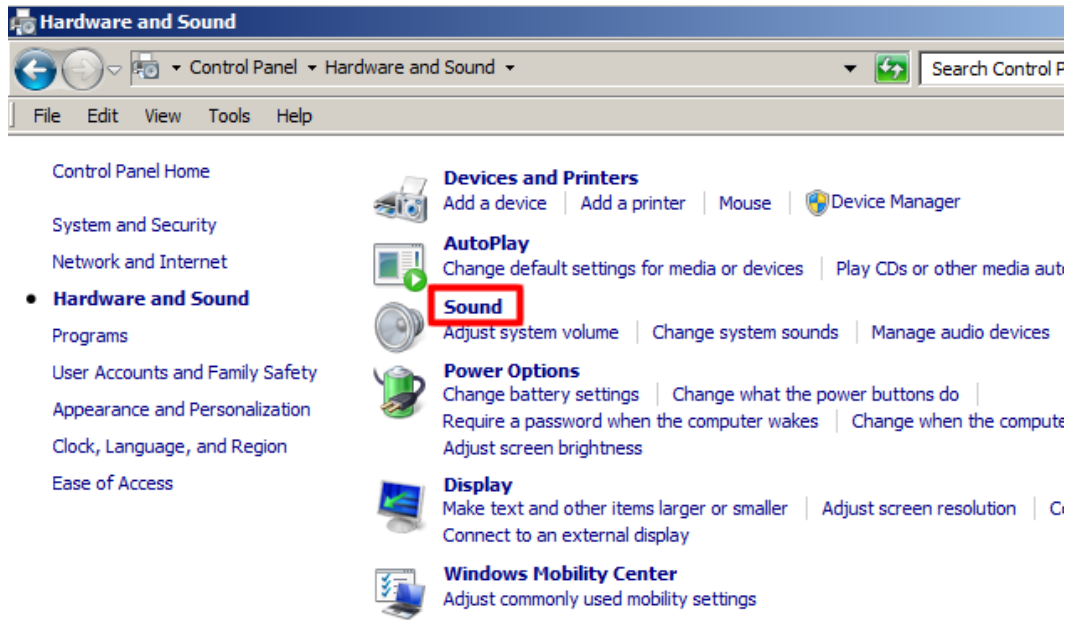 Hardware and Sound
Control Panel Hardware and Sound
Search Control P
File Edit View Tools Help
Control Panel Home
System and Security
Network and Internet
Hardware and Sound
Programs
User Accounts and Family Safety
Appearance and Personalization
Clock, Language, and Region
Ease of Access
Devices and Printers
Add a device Add a printer Mouse Device Manager
AutoPlay
Change default settings for media or devices Play CDs or other media aut
Sound
Adjust system volume Change system sounds Manage audio devices
Power Options
Change battery settings Change what the power buttons do
Require a password when the computer wakes Change when the compute
Adjust screen brightness
Display
Make text and other items larger or smaller Adjust screen resolution
Connect to an external display
Windows Mobility Center
Adjust commonly used mobility settings